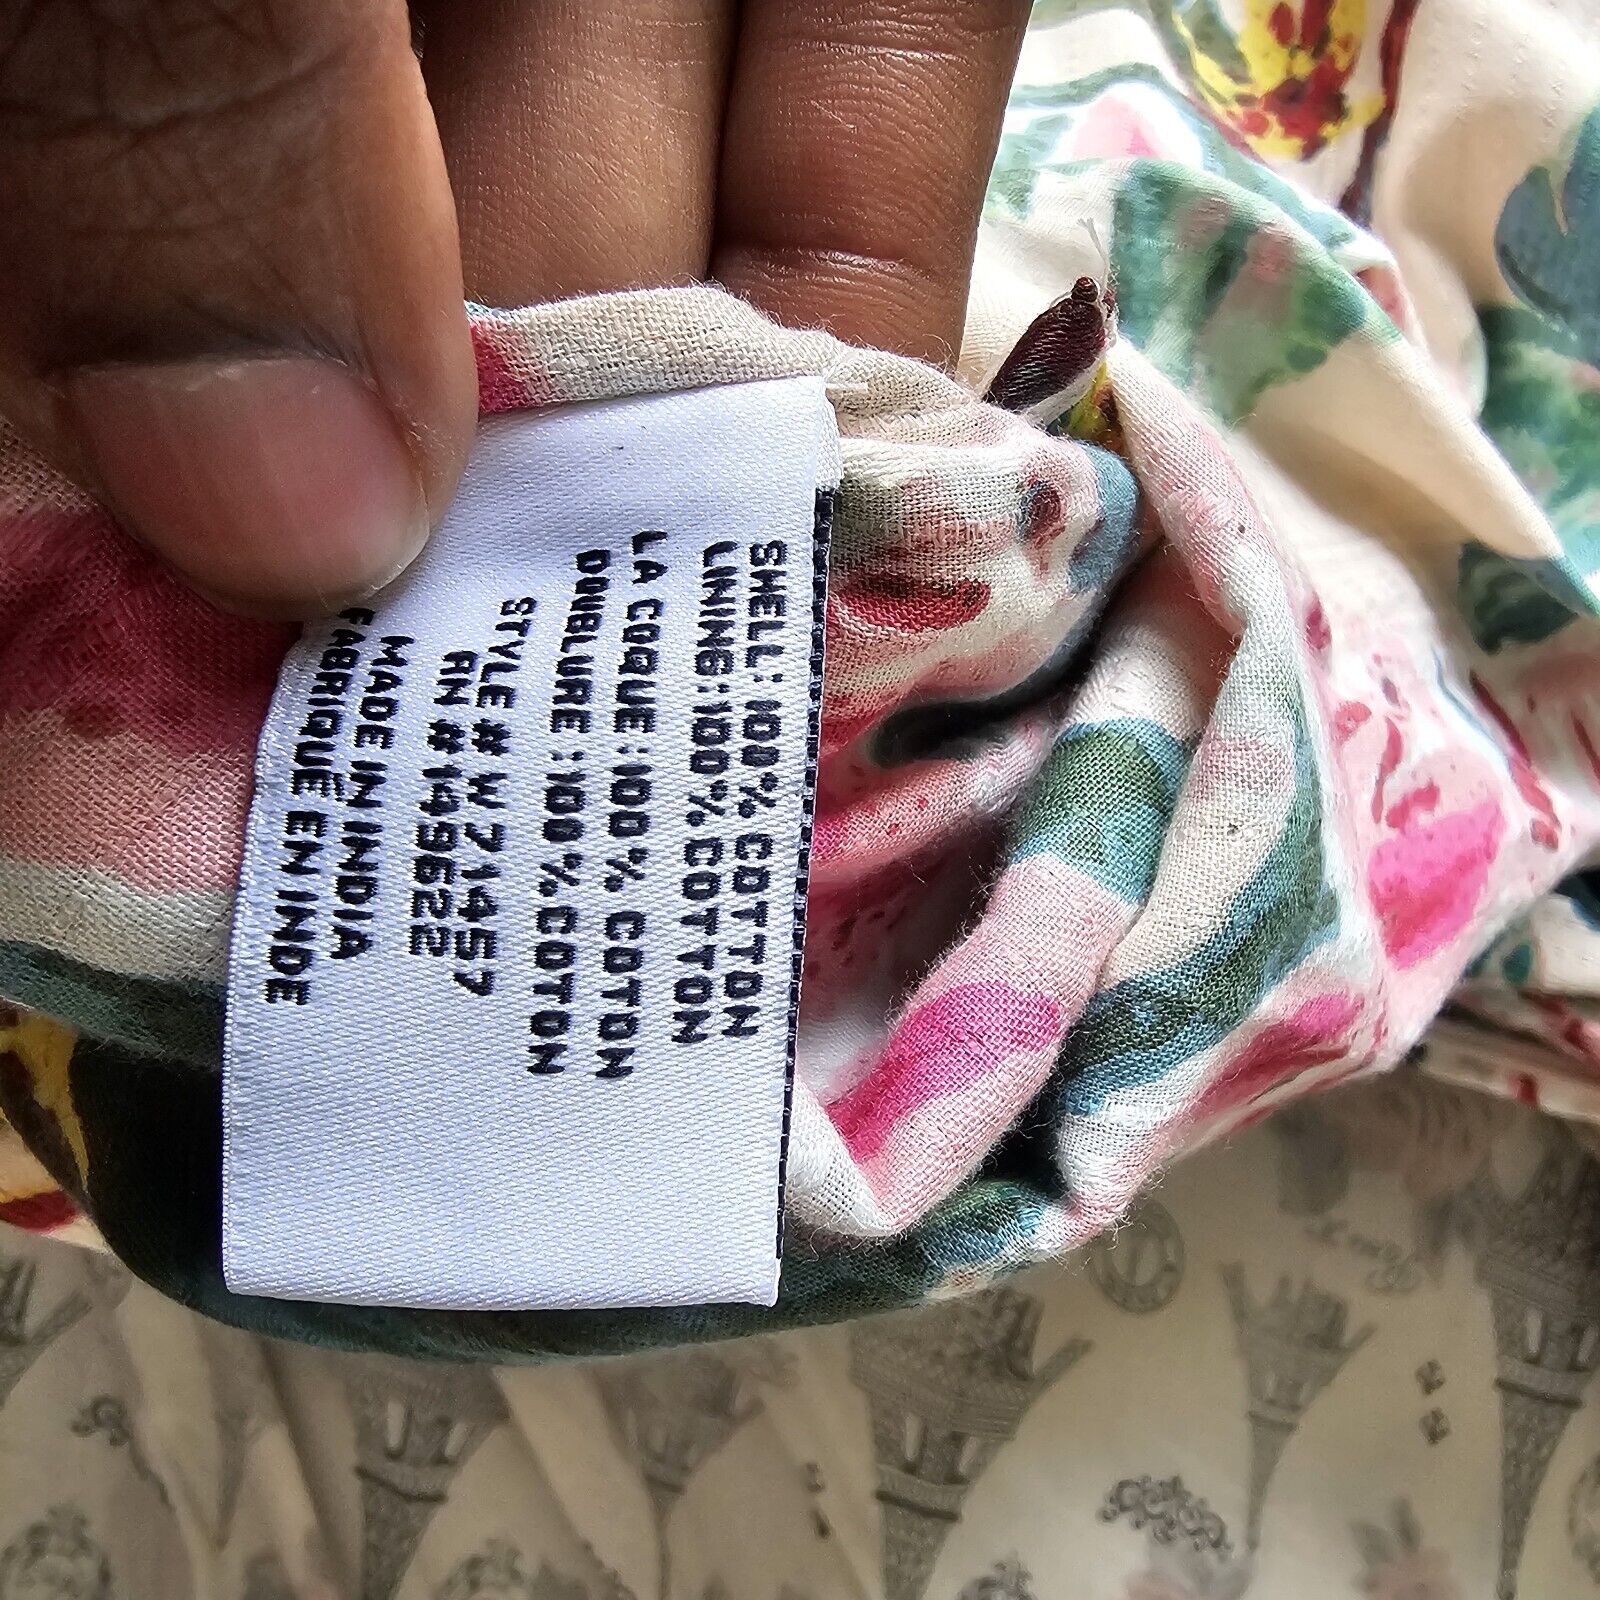 SHELL: 100% COTTON
LINING:100%COTTON
LA COQUE:100% COTON
DOUBLURE:100%COTON
STYLE# W71457
RN #149622
MADE IN INDIA
FABRIQUÉ EN INDE